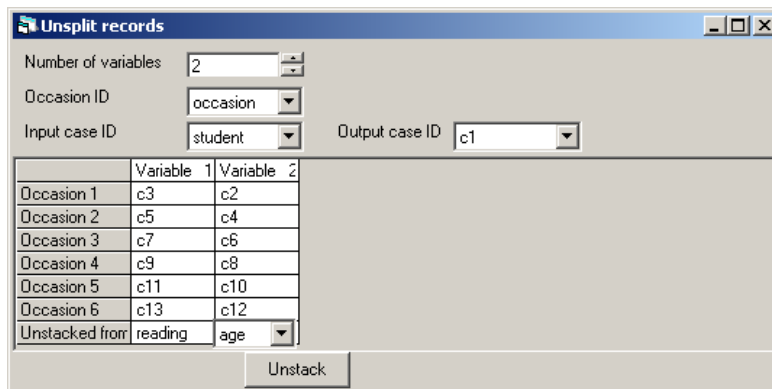 Unsplit records
Number of variables 2
Occasion ID occasion
Input case ID student Output case ID c1
Variable 1 Variable 2
Occasion 1 c3 c2
Occasion 2 c5 c4
Occasion 3 c7 c6
Occasion 4 c9 c8
Occasion 5 c11 c10
Occasion 6 c13 c12
Unstacked from reading age
Unstack